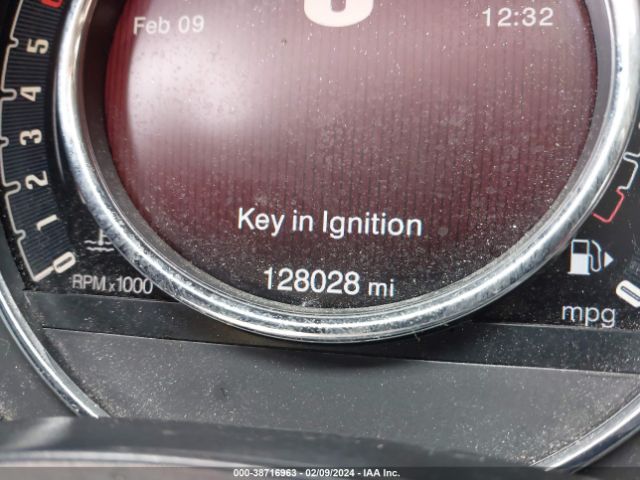 Feb 09
12:32
5
4
3
2
1
0
RPM x1000
Key in Ignition
128028 mi
mpg
000-38716963 - 02/09/2024 - IAA Inc.